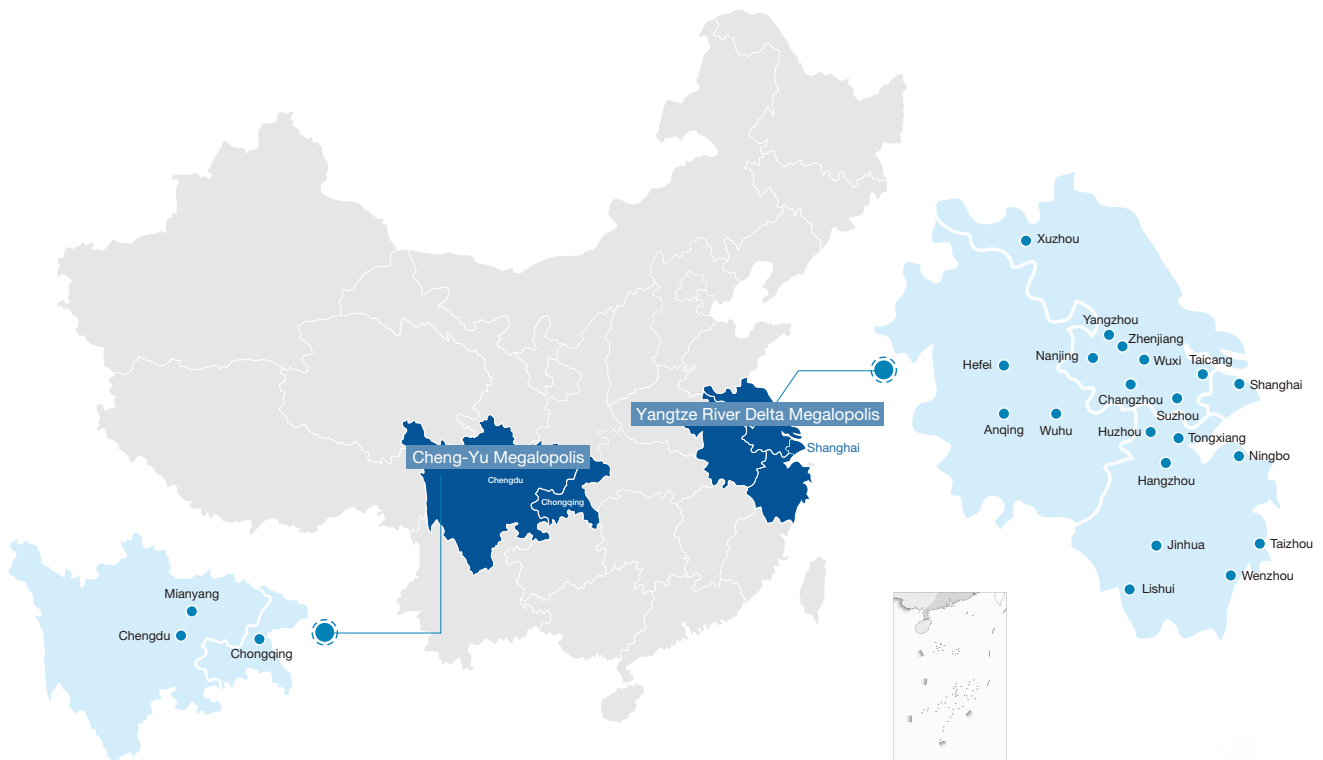 Xuzhou
Yangzhou
Zhenjiang
Nanjing
Wuxi
Taicang
Hefei
Shanghai
Changzhou
Suzhou
Anqing
Wuhu
Huzhou
Tongxiang
Ningbo
Hangzhou
Jinhua
Taizhou
Wenzhou
Lishui
Yangtze River Delta Megalopolis
Shanghai
Cheng-Yu Megalopolis
Chengdu
Chongqing
Mianyang
Chengdu
Chongqing